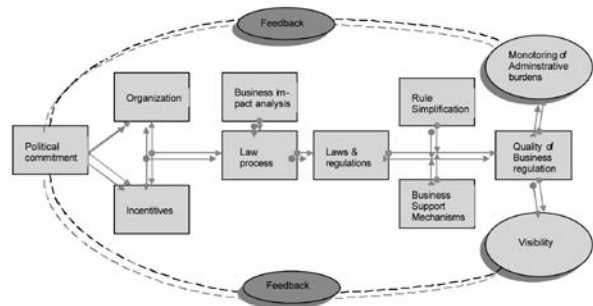 Feedback
Monotoring of
Adminstrative
burdens
Organization
Business im-
pact analysis
Rule
Simplification
Political
commitment
Law
process
Laws &
regulations
Quality of
Business
regulation
Incentives
Business
Support
Mechanisms
Visibility
Feedback